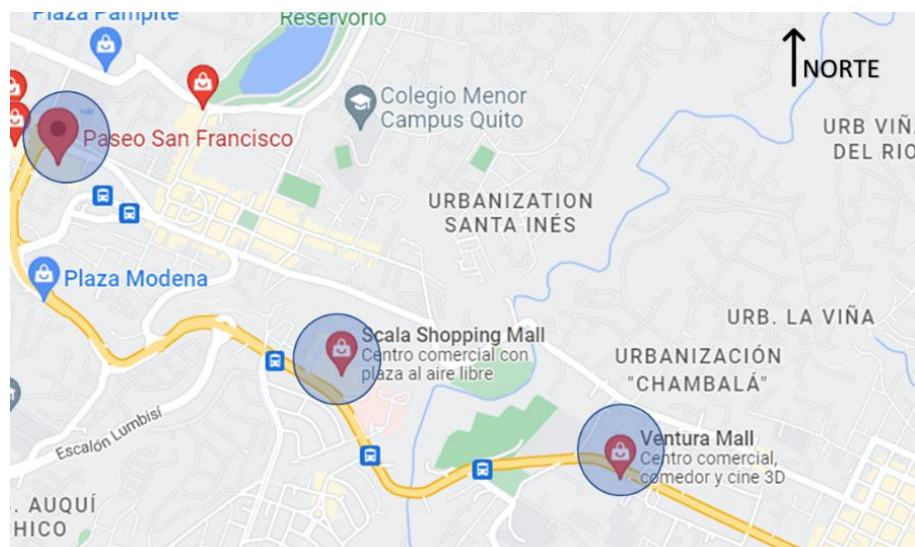 Plaza Pampite
Reservorio
NORTE
Colegio Menor
Campus Quito
URB VIÑA
DEL RIO
Paseo San Francisco
URBANIZATION
SANTA INÉS
Plaza Modena
URB. LA VIÑA
Scala Shopping Mall
Centro comercial con
plaza al aire libre
URBANIZACIÓN
"CHAMBALÁ"
Escalón Lumbisí
Ventura Mall
Centro comercial,
comedor y cine 3D
. AUQUÍ
HICO